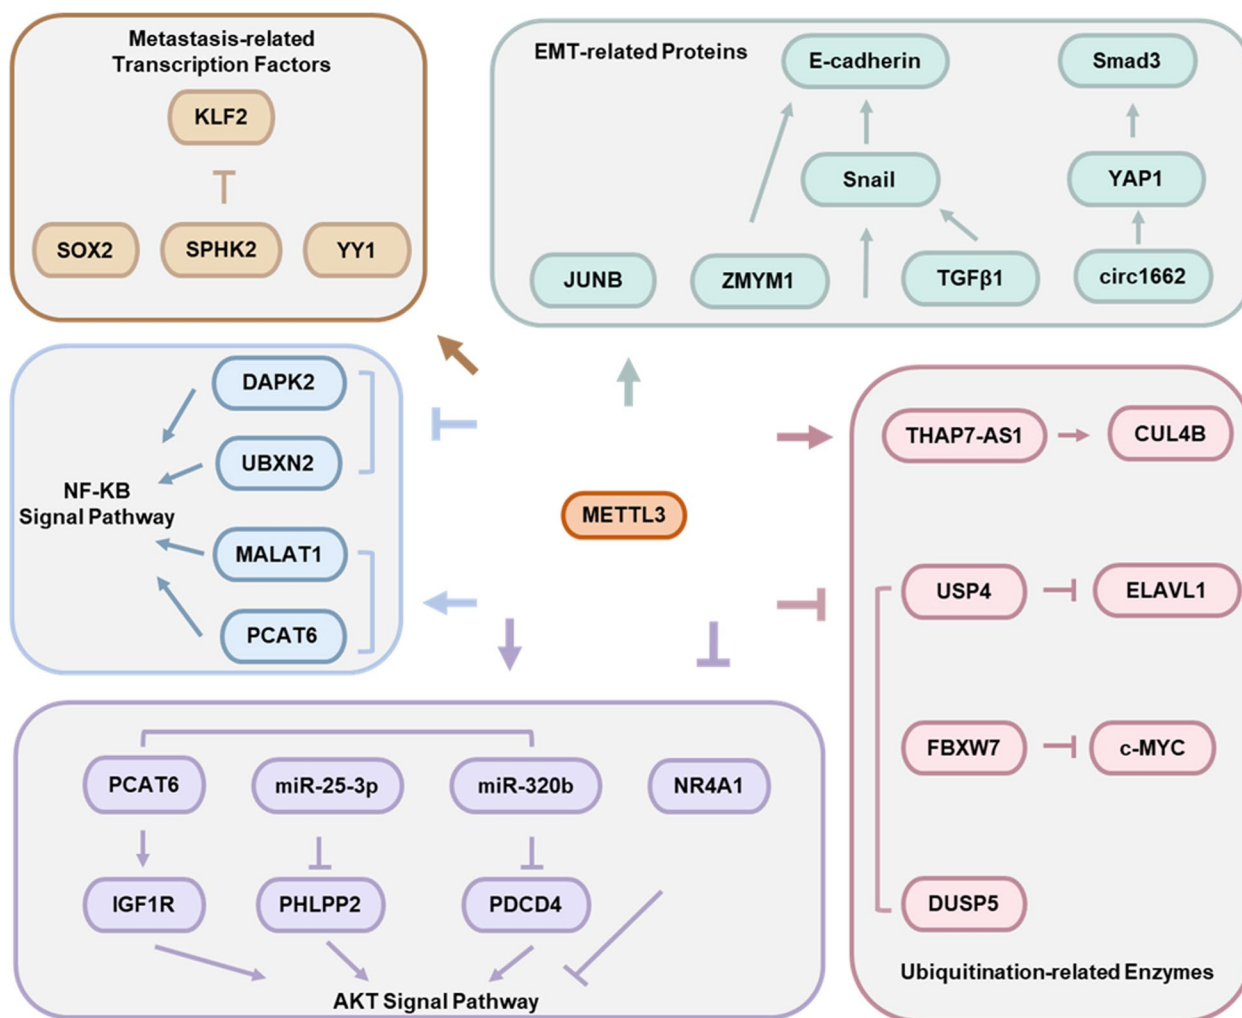 Metastasis-related
Transcription Factors
KLF2
SOX2
SPHK2
YY1
EMT-related Proteins
E-cadherin
Smad3
Snail
YAP1
JUNB
ZMYM1
TGFβ1
circ1662
DAPK2
UBXN2
NF-KB
Signal Pathway
MALAT1
PCAT6
METTL3
THAP7-AS1
CUL4B
USP4
ELAVL1
FBXW7
c-MYC
DUSP5
Ubiquitination-related Enzymes
PCAT6
miR-25-3p
miR-320b
NR4A1
IGF1R
PHLPP2
PDCD4
AKT Signal Pathway